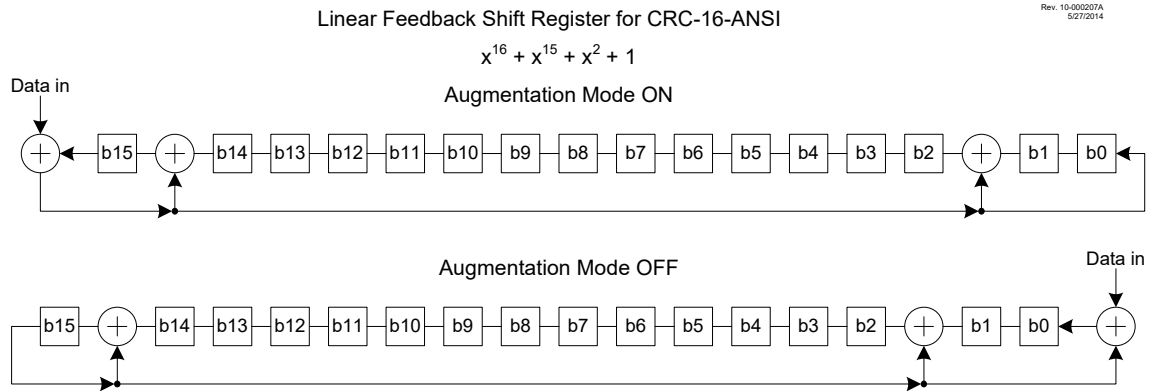 Rev. 10-000207A
5/27/2014
Linear Feedback Shift Register for CRC-16-ANSI
x¹⁶ + x¹⁵ + x² + 1
Augmentation Mode ON
Data in
b15 b14 b13 b12 b11 b10 b9 b8 b7 b6 b5 b4 b3 b2 b1 b0
Augmentation Mode OFF
Data in
b15 b14 b13 b12 b11 b10 b9 b8 b7 b6 b5 b4 b3 b2 b1 b0